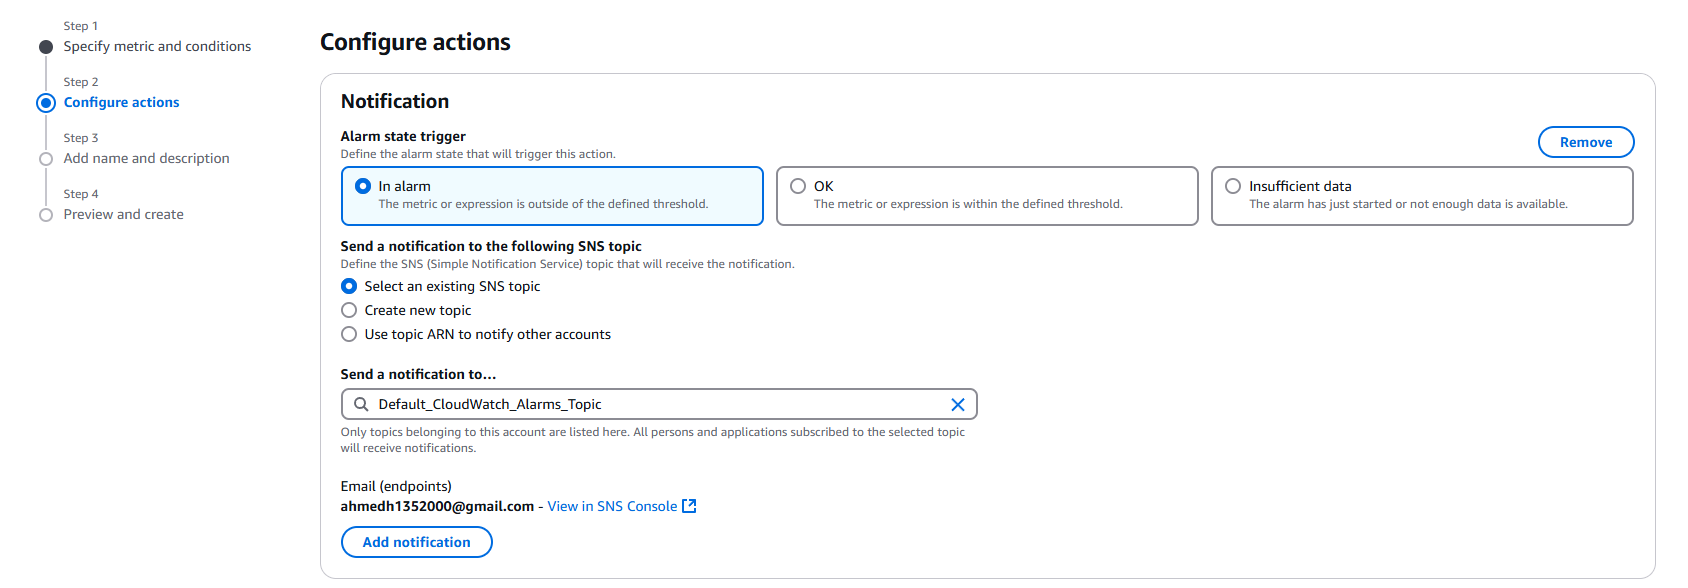 Step 1
Specify metric and conditions
Step 2
Configure actions
Step 3
Add name and description
Step 4
Preview and create
Configure actions
Notification
Alarm state trigger
Define the alarm state that will trigger this action.
Remove
In alarm
The metric or expression is outside of the defined threshold.
OK
The metric or expression is within the defined threshold.
Insufficient data
The alarm has just started or not enough data is available.
Send a notification to the following SNS topic
Define the SNS (Simple Notification Service) topic that will receive the notification.
Select an existing SNS topic
Create new topic
Use topic ARN to notify other accounts
Send a notification to...
Default_CloudWatch_Alarms_Topic
Only topics belonging to this account are listed here. All persons and applications subscribed to the selected topic
will receive notifications.
Email (endpoints)
ahmedh1352000@gmail.com - View in SNS Console
Add notification